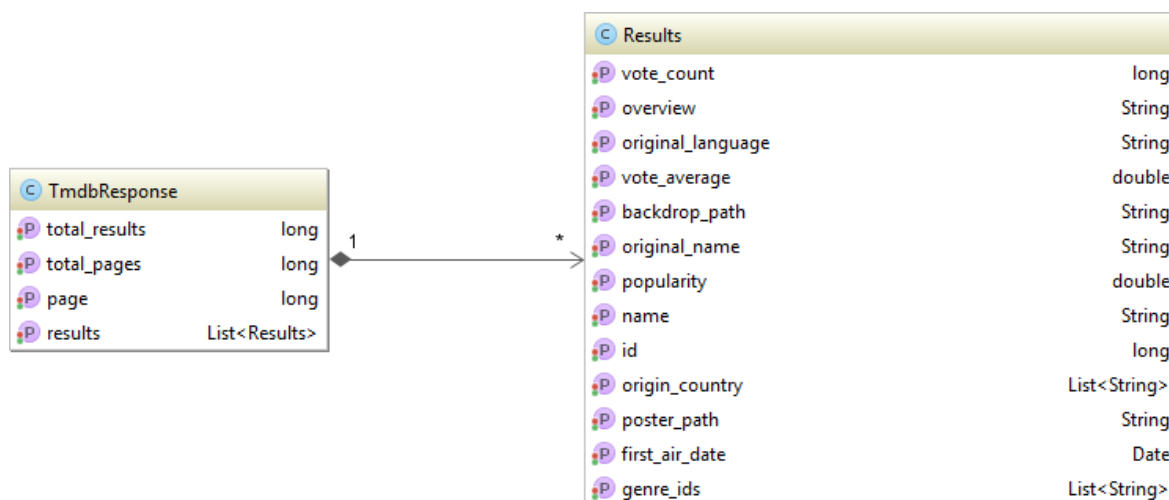 C TmdbResponse
P total_results long
P total_pages long
P page long
P results List<Results>
1 *
C Results
P vote_count long
P overview String
P original_language String
P vote_average double
P backdrop_path String
P original_name String
P popularity double
P name String
P id long
P origin_country List<String>
P poster_path String
P first_air_date Date
P genre_ids List<String>